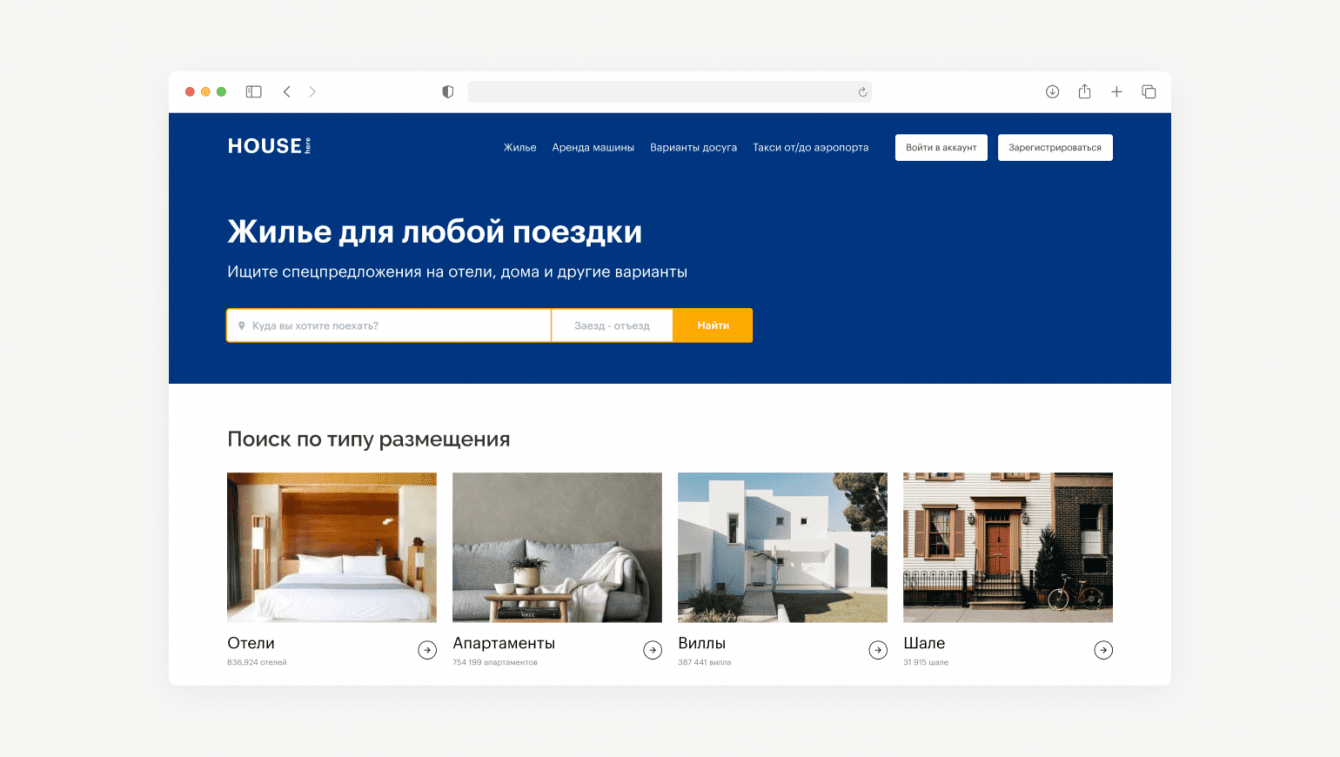 HOUSE here
Жилье Аренда машины Варианты досуга Такси от/до аэропорта Войти в аккаунт Зарегистрироваться
Жилье для любой поездки
Ищите спецпредложения на отели, дома и другие варианты
Куда вы хотите поехать? Заезд - отъезд Найти
Поиск по типу размещения
VOGUE
Отели Апартаменты Виллы Шале
836,924 отелей 754 199 апартаментов 387 441 вилла 31 915 шале